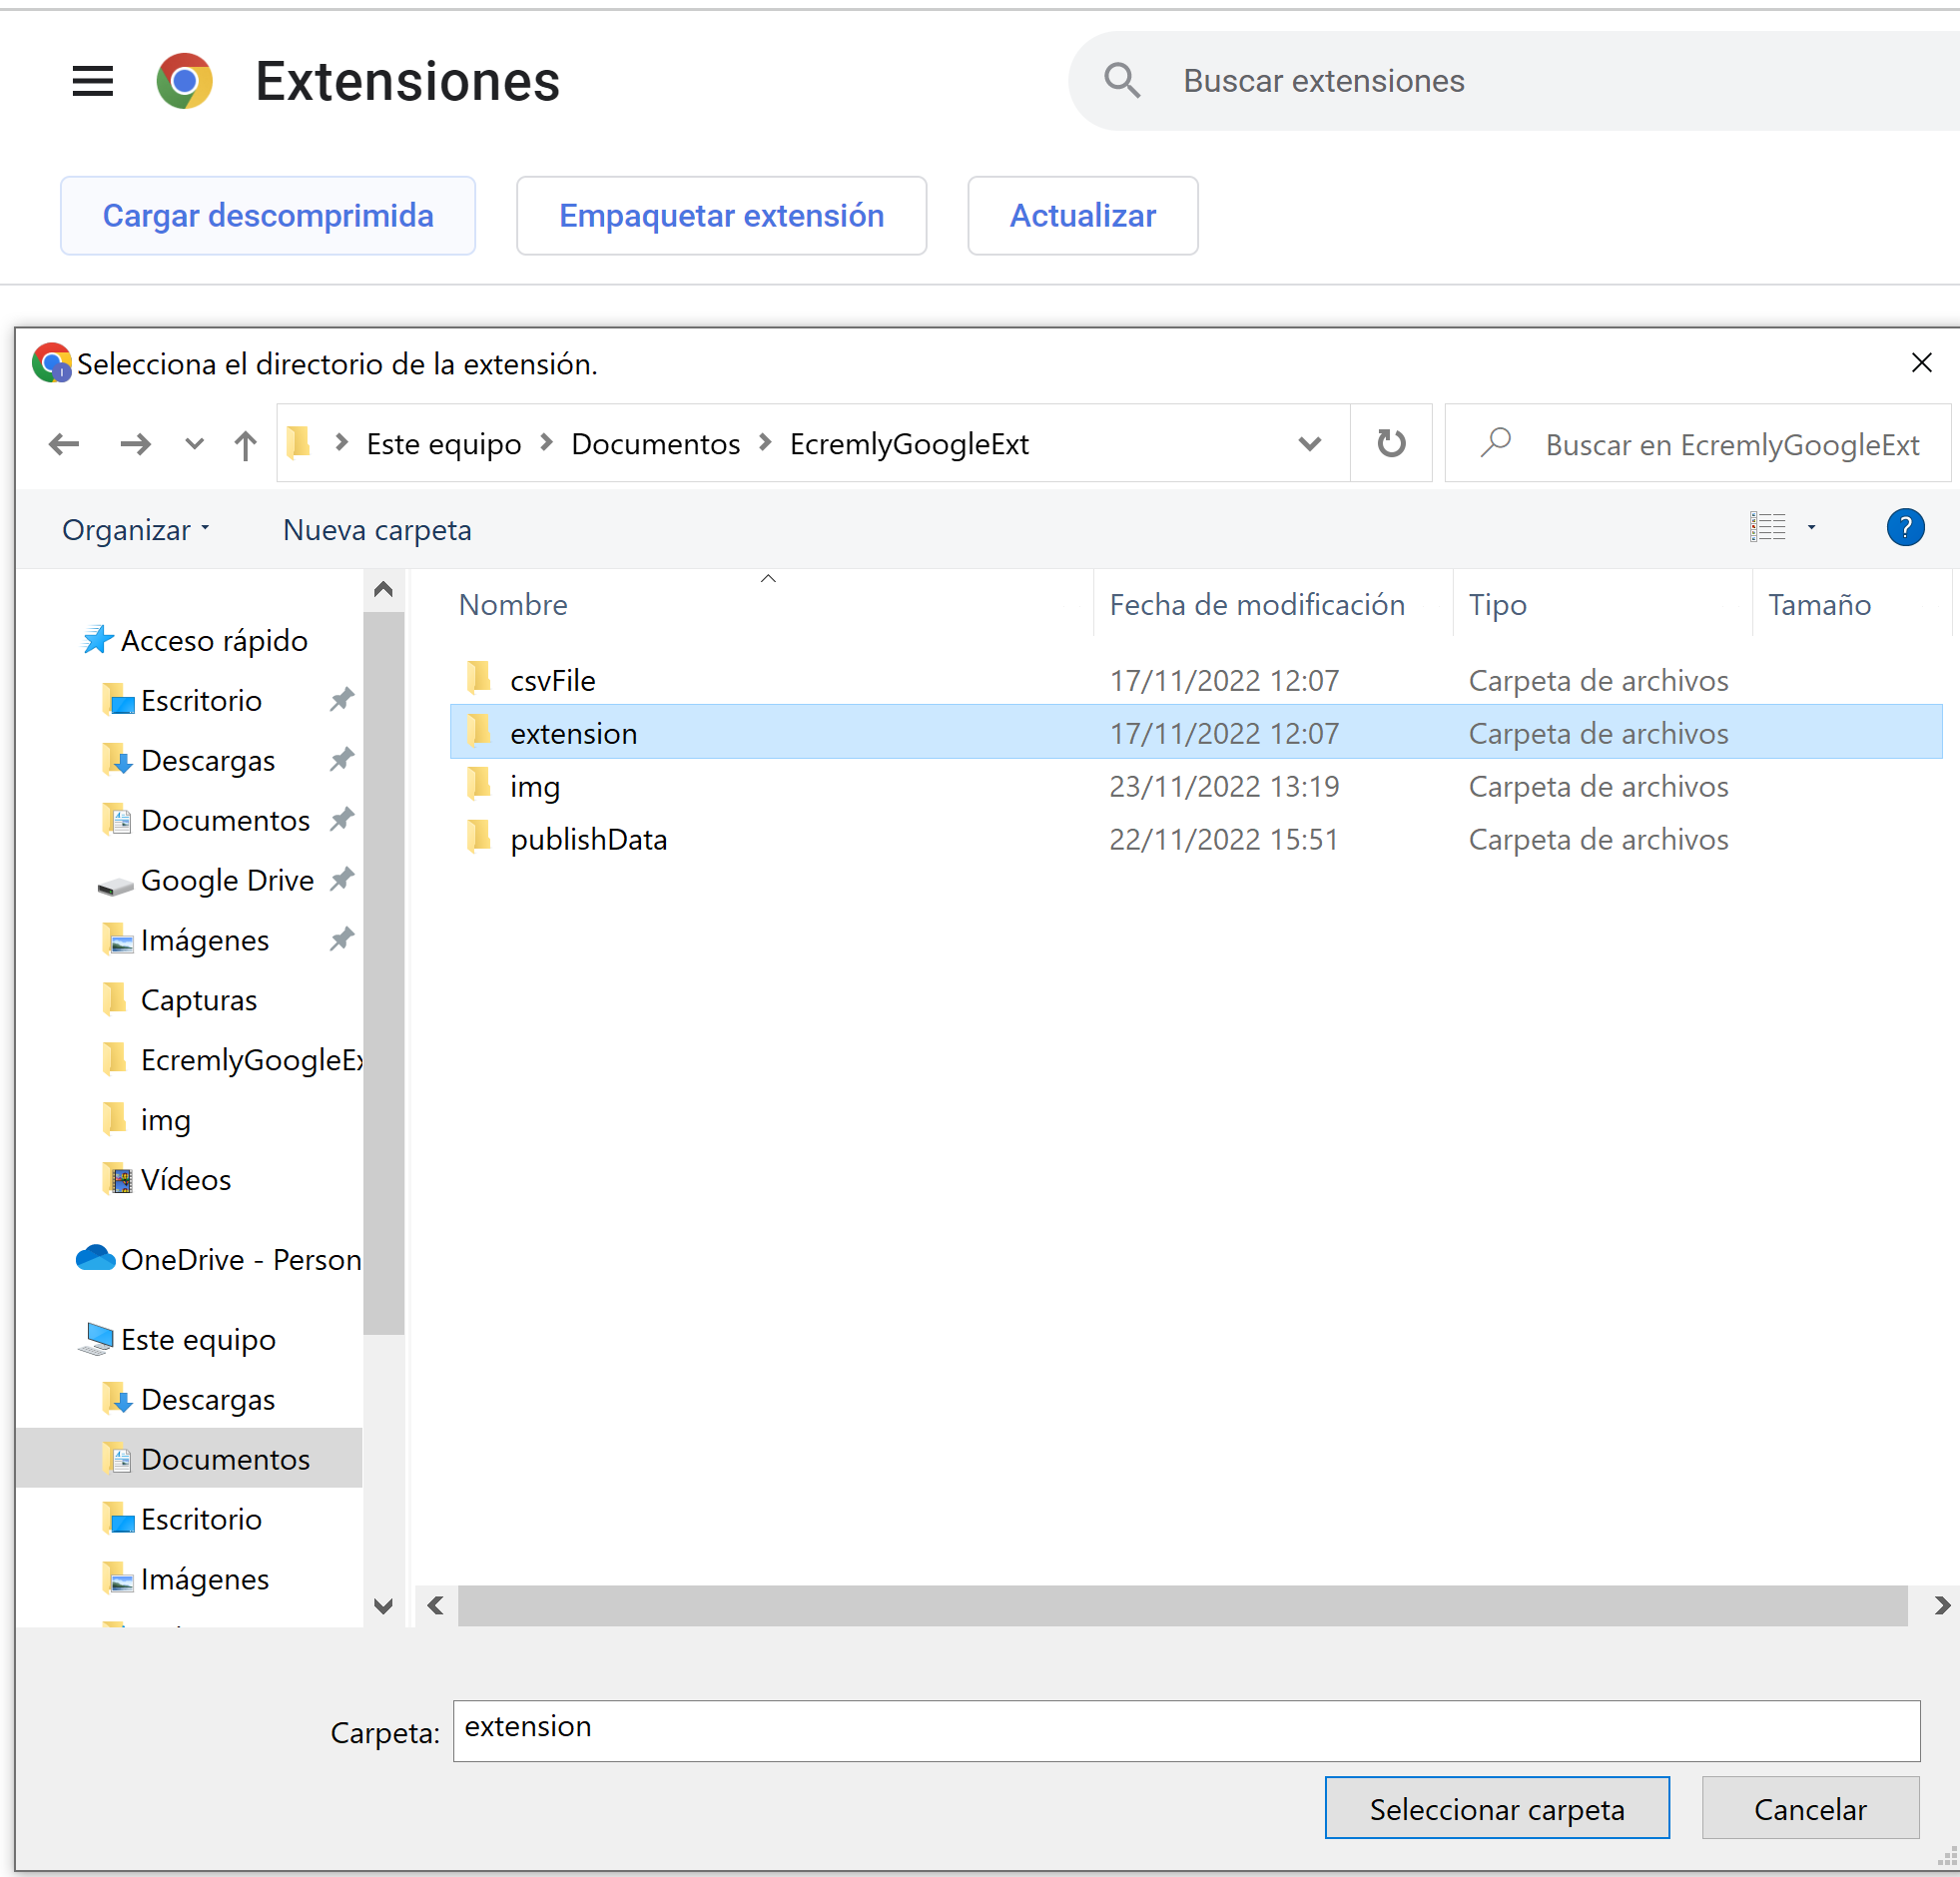 Extensiones
Buscar extensiones
Cargar descomprimida
Empaquetar extensión
Actualizar
Selecciona el directorio de la extensión.
Este equipo > Documentos > EcremlyGoogleExt
Buscar en EcremlyGoogleExt
Organizar
Nueva carpeta
?
Acceso rápido
Escritorio
Descargas
Documentos
Google Drive
Imágenes
Capturas
EcremlyGoogleEx
img
Vídeos
OneDrive - Person
Este equipo
Descargas
Documentos
Escritorio
Imágenes
Nombre Fecha de modificación Tipo Tamaño
csvFile 17/11/2022 12:07 Carpeta de archivos
extension 17/11/2022 12:07 Carpeta de archivos
img 23/11/2022 13:19 Carpeta de archivos
publishData 22/11/2022 15:51 Carpeta de archivos
Carpeta: extension
Seleccionar carpeta
Cancelar